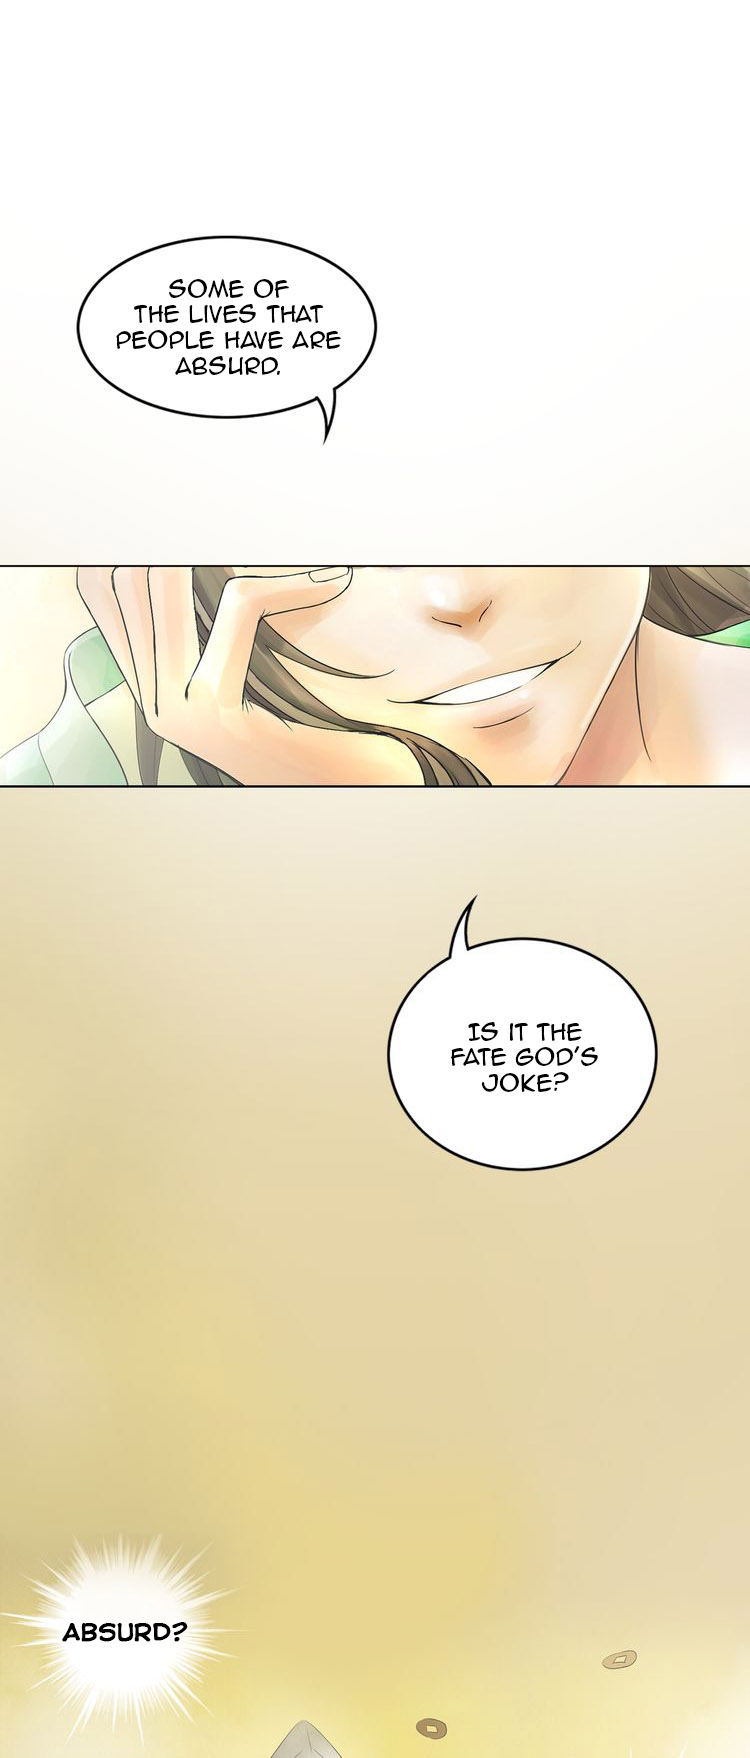 SOME OF
THE LIVES THAT
PEOPLE HAVE ARE
ABSURD.
IS IT THE
FATE GOD'S
JOKE?
ABSURD?